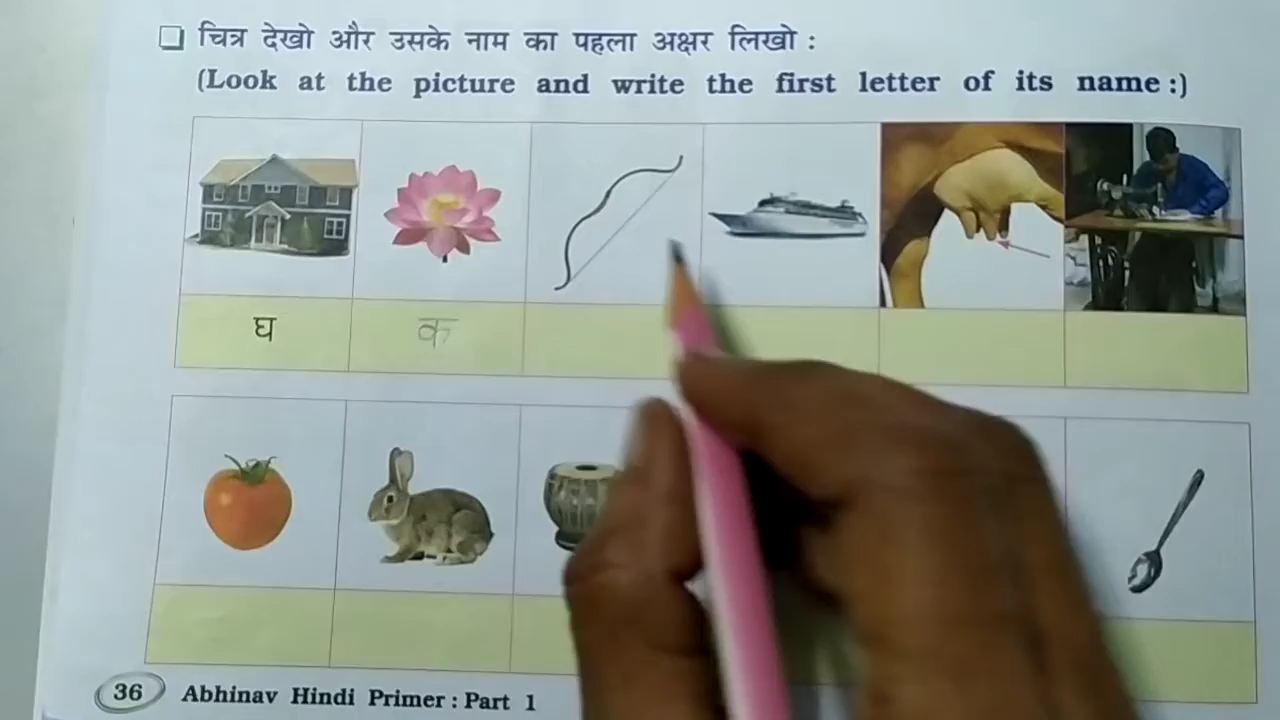 ❑ चित्र देखो और उसके नाम का पहला अक्षर लिखो :
(Look at the picture and write the first letter of its name :)
घ क
36 Abhinav Hindi Primer : Part 1